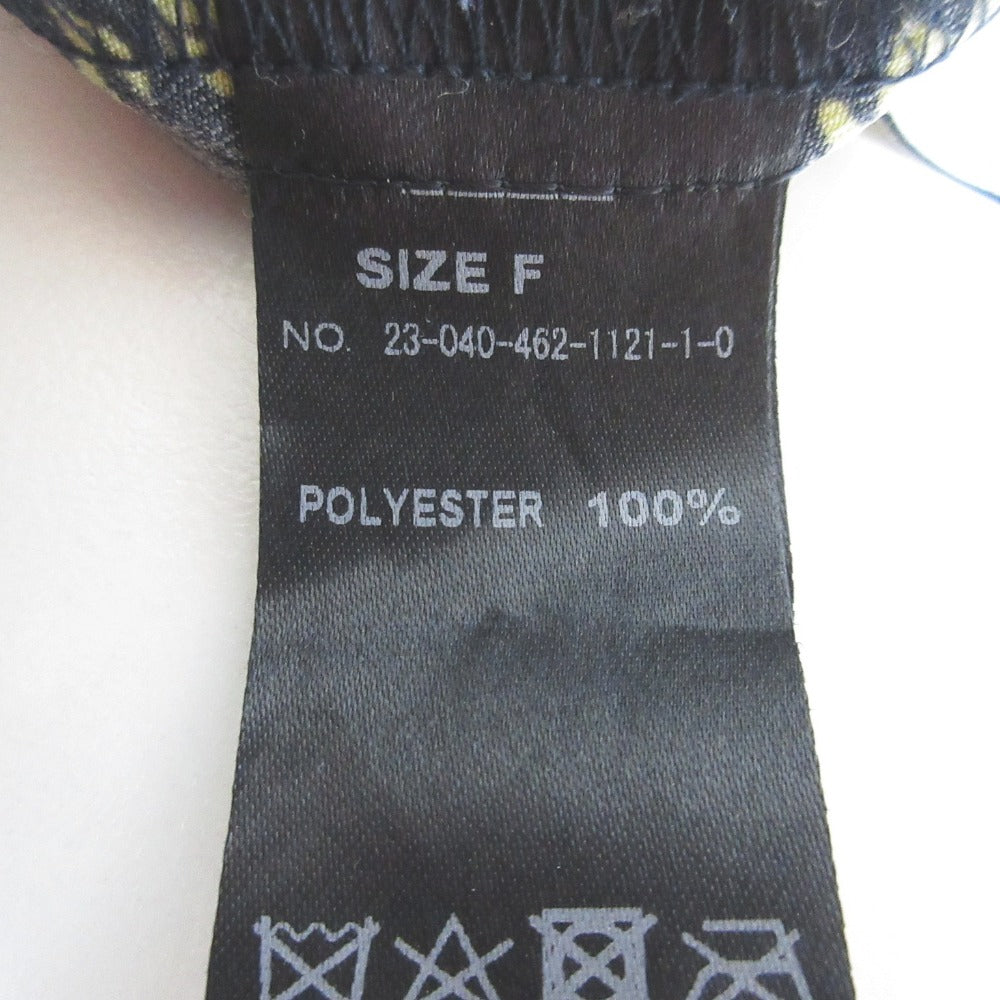 SIZE F
NO. 23-040-462-1121-1-0
POLYESTER 100%